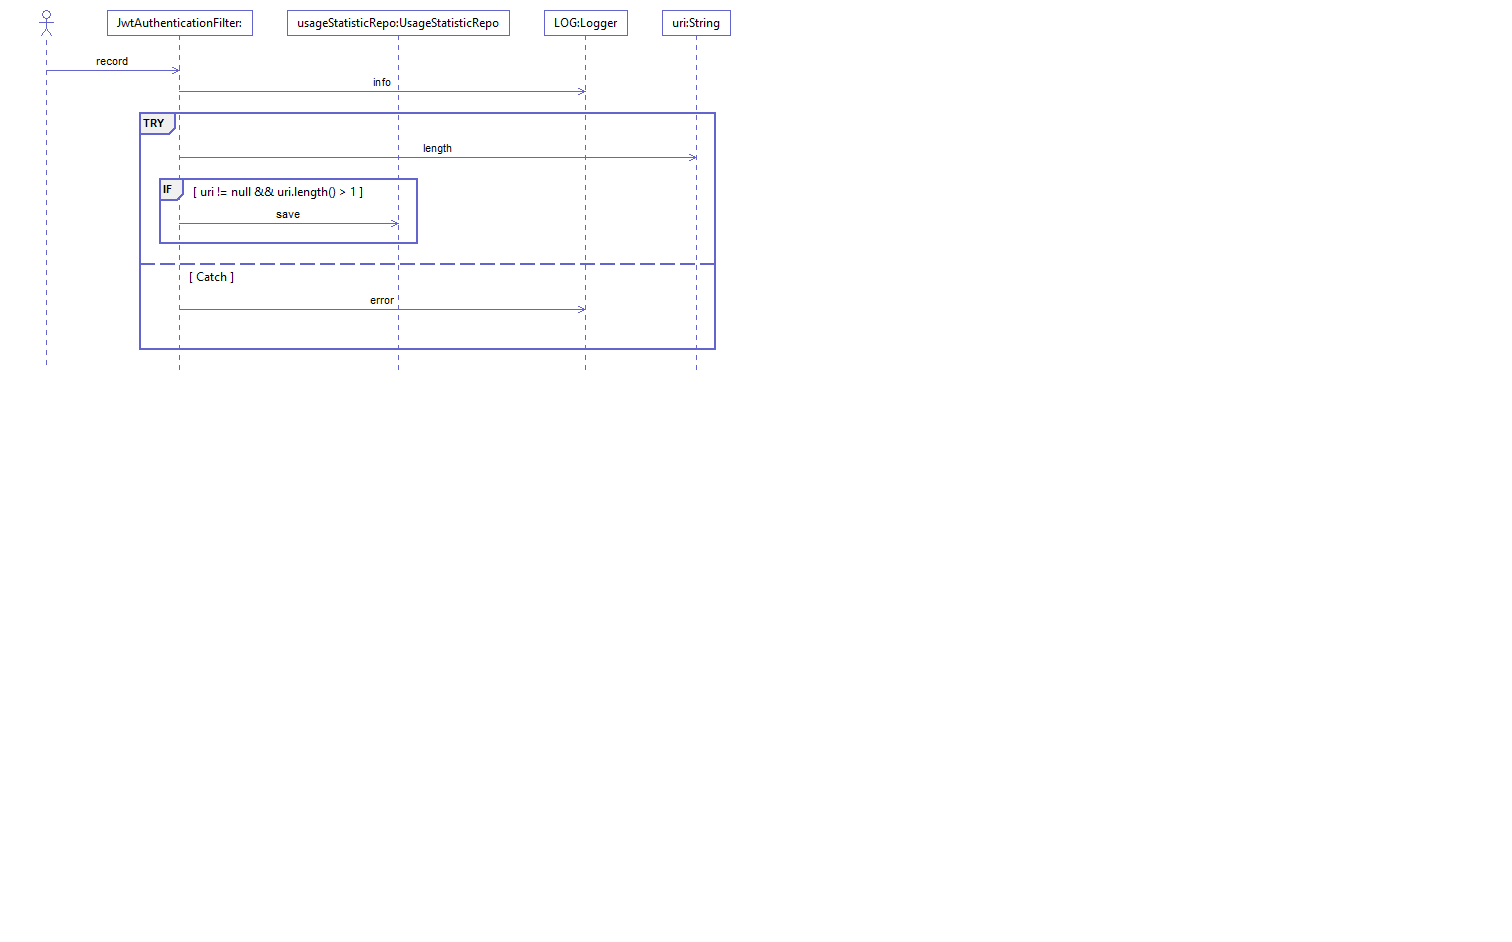 JwtAuthenticationFilter:
usageStatisticRepo:UsageStatisticRepo
LOG:Logger
uri:String
record
info
TRY
length
IF
[ uri != null && uri.length() > 1 ]
save
[ Catch ]
error